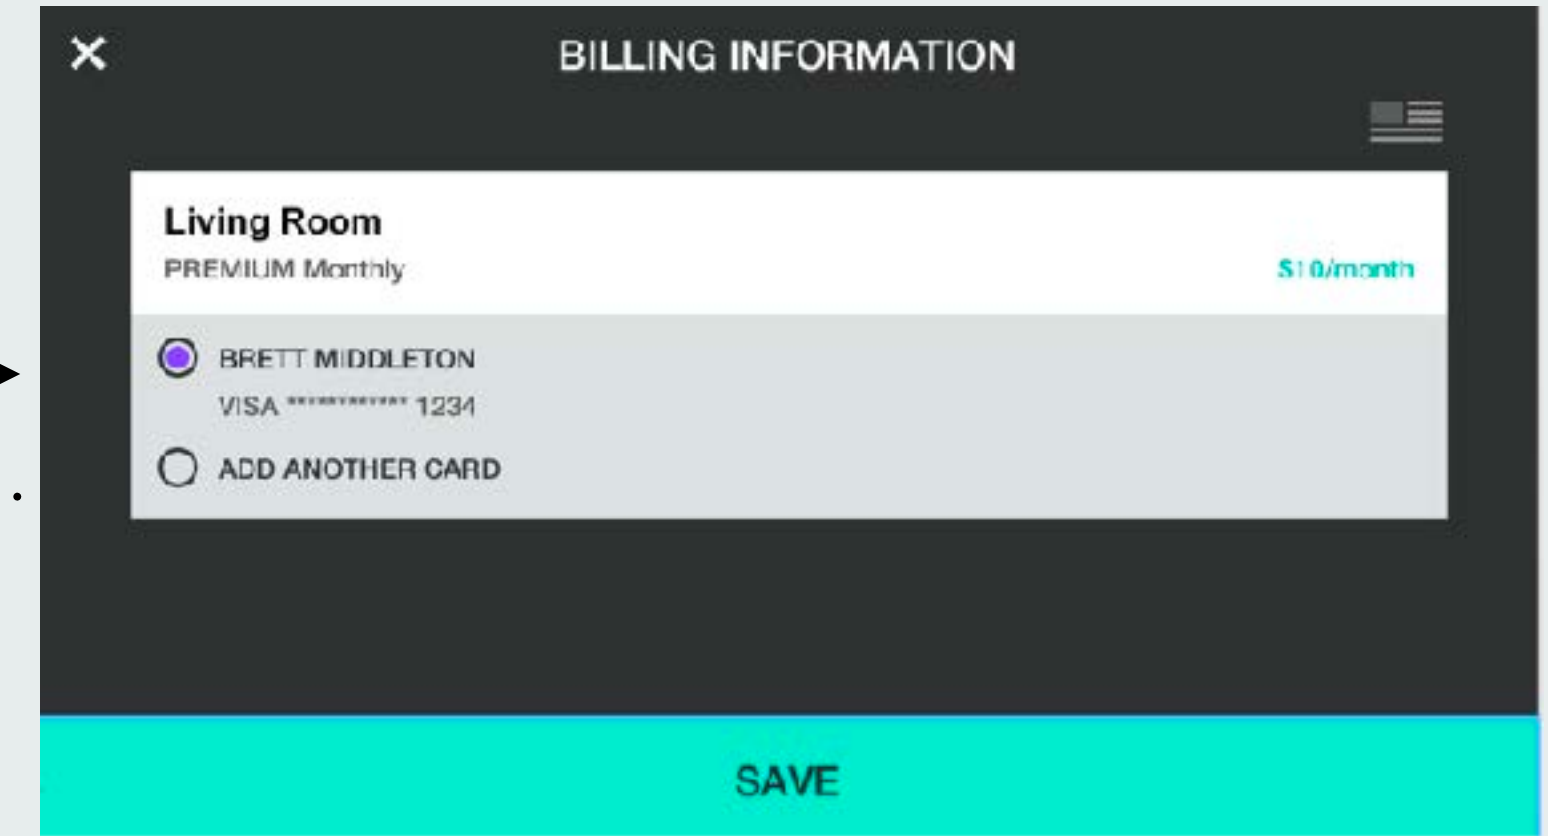 BILLING INFORMATION
Living Room
PREMIUM Monthly
$10/month
BRETT MIDDLETON
VISA ************ 1234
ADD ANOTHER CARD
SAVE